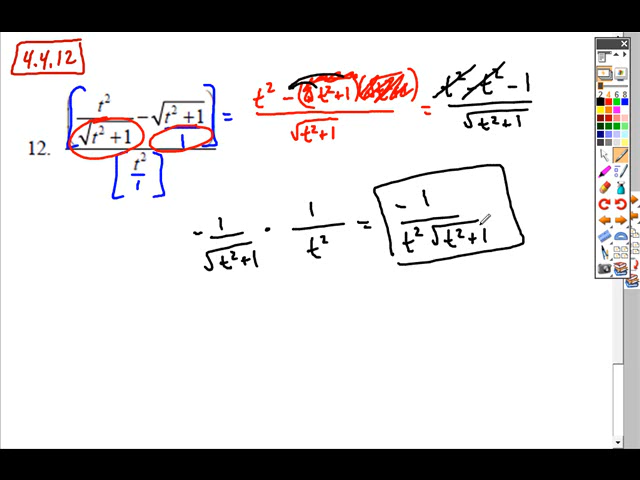 4.4.12
12. [t²/√(t²+1) − √(t²+1)/1] / [t²/1] = (t² − (t²+1))/√(t²+1) = (t² − t² − 1)/√(t²+1)
− 1/√(t²+1) · 1/t² = −1/(t²√(t²+1))